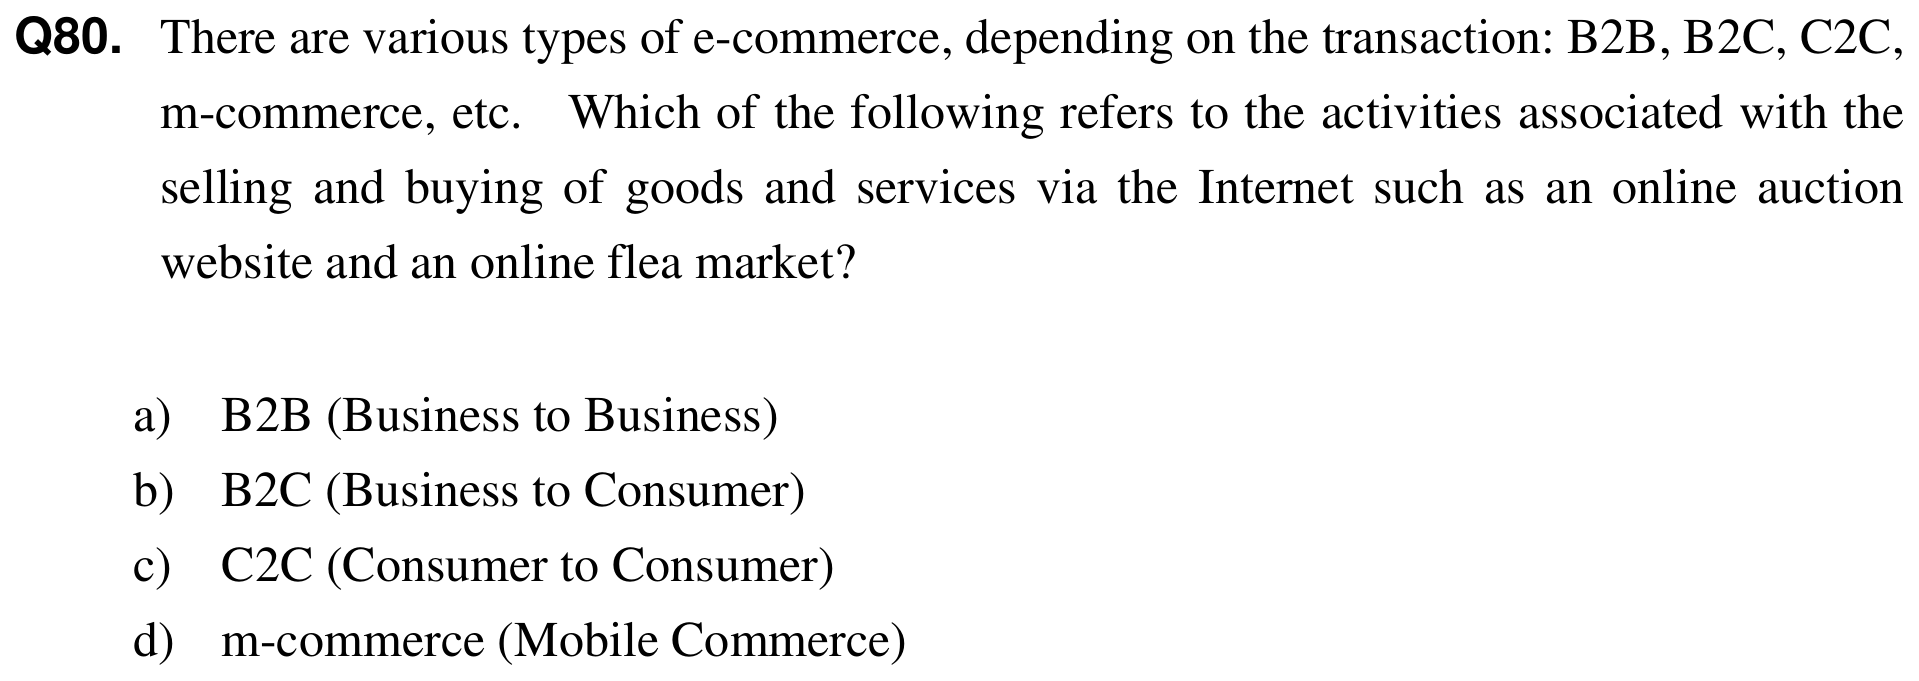 Q80. There are various types of e-commerce, depending on the transaction: B2B, B2C, C2C,
m-commerce, etc. Which of the following refers to the activities associated with the
selling and buying of goods and services via the Internet such as an online auction
website and an online flea market?
a) B2B (Business to Business)
b) B2C (Business to Consumer)
c) C2C (Consumer to Consumer)
d) m-commerce (Mobile Commerce)